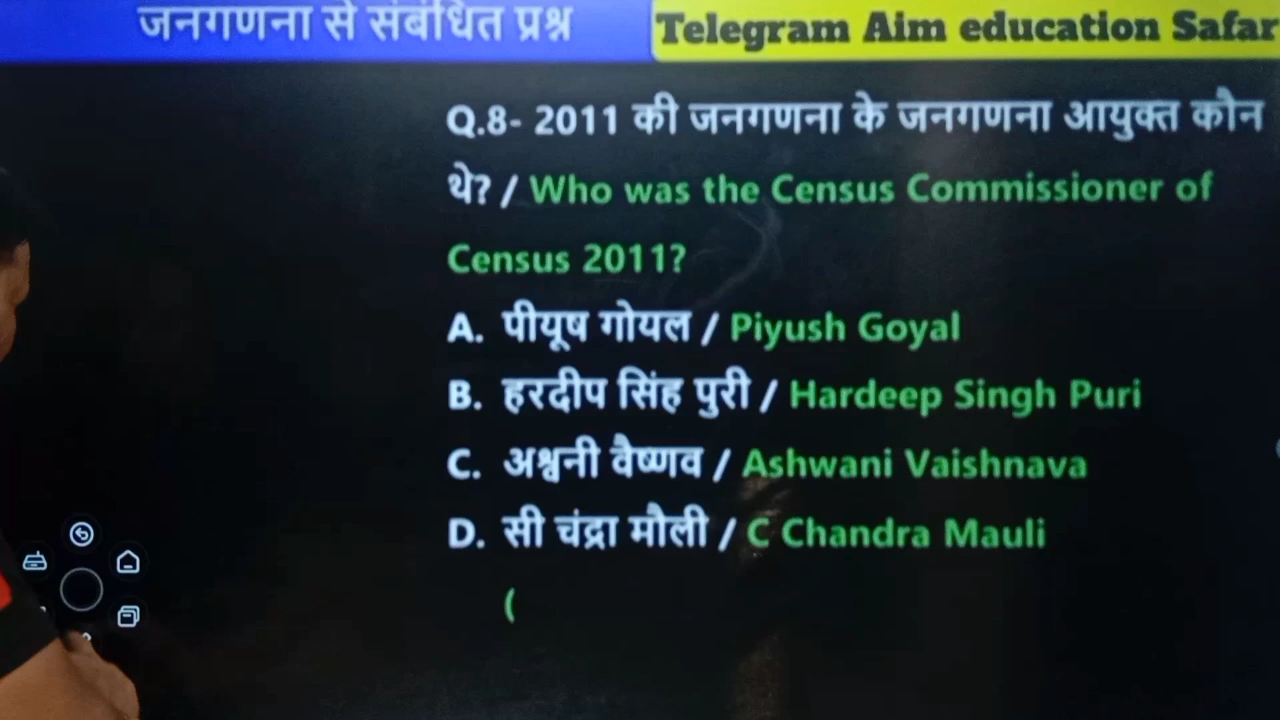 जनगणना से संबंधित प्रश्न
Telegram Aim education Safar
Q.8- 2011 की जनगणना के जनगणना आयुक्त कौन
थे? / Who was the Census Commissioner of
Census 2011?
A. पीयूष गोयल / Piyush Goyal
B. हरदीप सिंह पुरी / Hardeep Singh Puri
C. अश्वनी वैष्णव / Ashwani Vaishnava
D. सी चंद्रा मौली / C Chandra Mauli
(